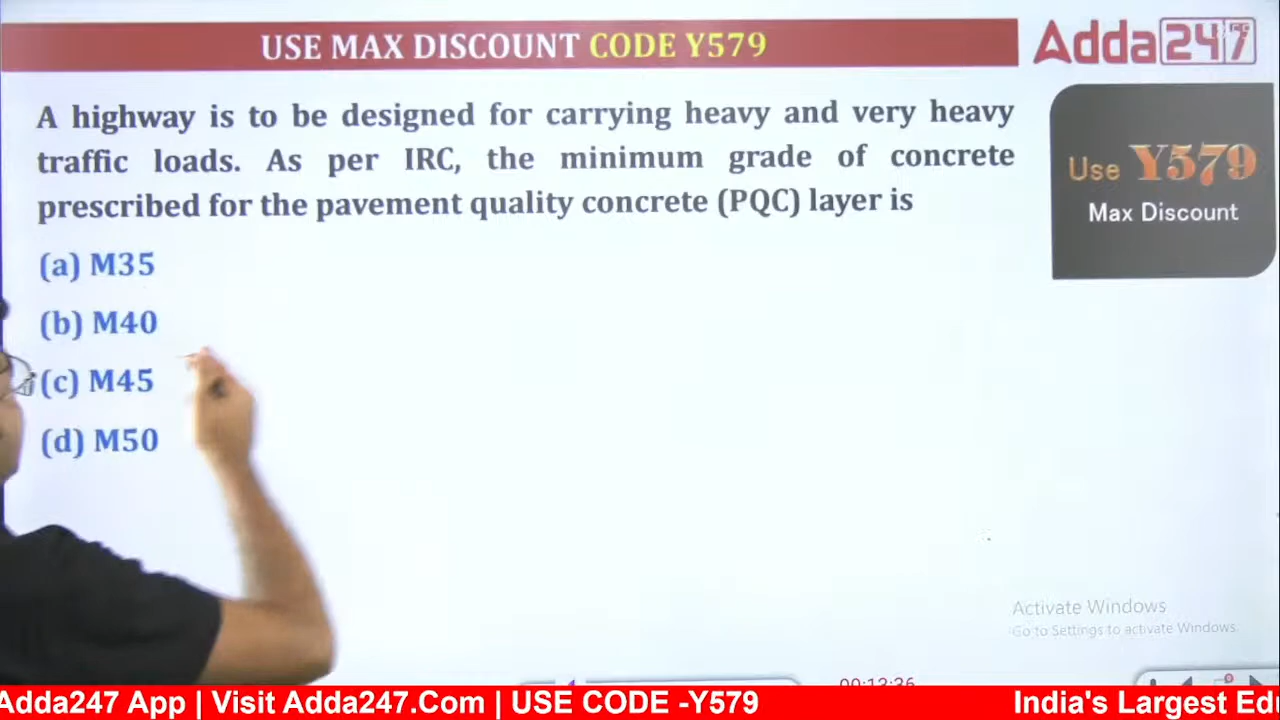 USE MAX DISCOUNT CODE Y579
Adda247
A highway is to be designed for carrying heavy and very heavy
traffic loads. As per IRC, the minimum grade of concrete
prescribed for the pavement quality concrete (PQC) layer is
Use Y579
Max Discount
(a) M35
(b) M40
(c) M45
(d) M50
Activate Windows
Go to Settings to activate Windows.
00:13:36
Adda247 App | Visit Adda247.Com | USE CODE -Y579
India's Largest Edu